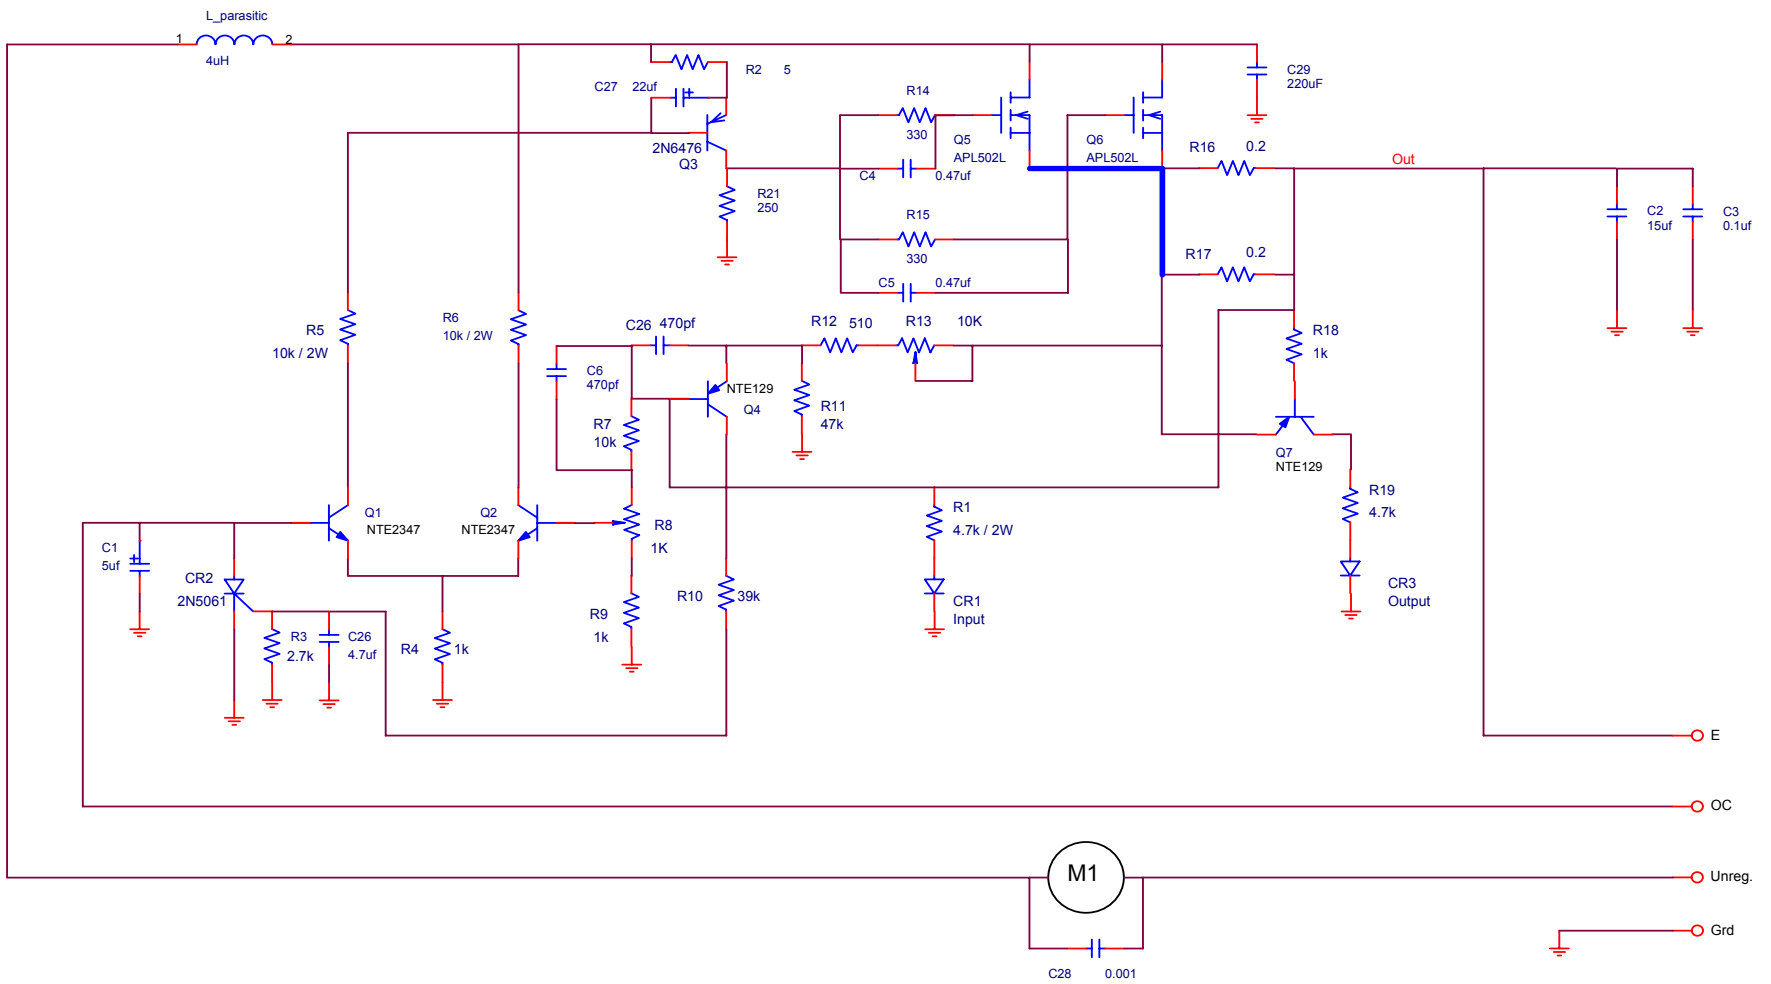 L_parasitic
1
2
4uH
R2 5
C27 22uf
2N6476
Q3
R21
250
R14
330
C4
0.47uf
R15
330
C5
0.47uf
Q5
APL502L
Q6
APL502L
C29
220uF
R16 0.2
R17 0.2
Out
C2
15uf
C3
0.1uf
R5
10k / 2W
R6
10k / 2W
C26 470pf
C6
470pf
R12 510
R13 10K
NTE129
Q4
R11
47k
R7
10k
R18
1k
Q7
NTE129
R19
4.7k
CR3
Output
Q1
NTE2347
Q2
NTE2347
R8
1K
R1
4.7k / 2W
CR1
Input
C1
5uf
CR2
2N5061
R3
2.7k
C26
4.7uf
R4 1k
R9
1k
R10 39k
E
OC
M1
Unreg.
Grd
C28 0.001